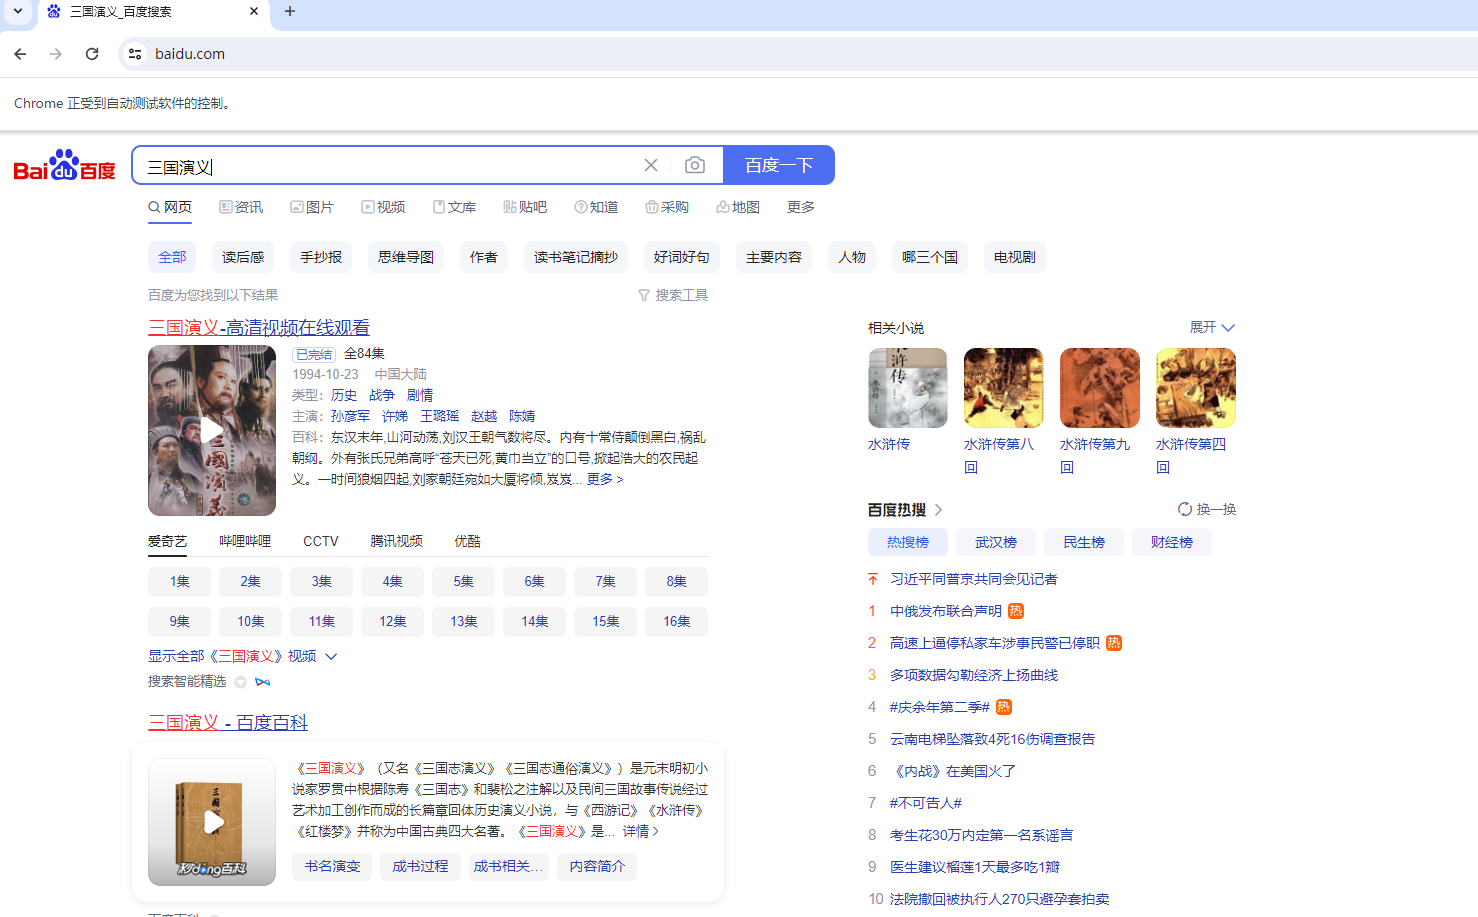 三国演义_百度搜索
baidu.com
Chrome 正受到自动测试软件的控制。
Bai du 百度
三国演义
百度一下
网页 资讯 图片 视频 文库 贴吧 知道 采购 地图 更多
全部 读后感 手抄报 思维导图 作者 读书笔记摘抄 好词好句 主要内容 人物 哪三个国 电视剧
百度为您找到以下结果
搜索工具
三国演义-高清视频在线观看
三國演義
已完结 全84集
1994-10-23 中国大陆
类型: 历史 战争 剧情
主演: 孙彦军 许娣 王璐瑶 赵越 陈婧
百科: 东汉末年,山河动荡,刘汉王朝气数将尽。内有十常侍颠倒黑白,祸乱
朝纲。外有张氏兄弟高呼“苍天已死,黄巾当立”的口号,掀起浩大的农民起
义。一时间狼烟四起,刘家朝廷宛如大厦将倾,岌岌... 更多 >
爱奇艺 哔哩哔哩 CCTV 腾讯视频 优酷
1集 2集 3集 4集 5集 6集 7集 8集
9集 10集 11集 12集 13集 14集 15集 16集
显示全部《三国演义》视频
搜索智能精选
三国演义 - 百度百科
《三国演义》（又名《三国志演义》《三国志通俗演义》）是元末明初小
说家罗贯中根据陈寿《三国志》和裴松之注解以及民间三国故事传说经过
艺术加工创作而成的长篇章回体历史演义小说，与《西游记》《水浒传》
《红楼梦》并称为中国古典四大名著。《三国演义》是... 详情 >
秒dǒng百科
书名演变 成书过程 成书相关... 内容简介
百度百科
相关小说
展开
水浒传
水浒传第八
回
水浒传第九
回
水浒传第四
回
百度热搜 >
换一换
热搜榜 武汉榜 民生榜 财经榜
习近平同普京共同会见记者
1 中俄发布联合声明 热
2 高速上逼停私家车涉事民警已停职 热
3 多项数据勾勒经济上扬曲线
4 #庆余年第二季# 热
5 云南电梯坠落致4死16伤调查报告
6 《内战》在美国火了
7 #不可告人#
8 考生花30万内定第一名系谣言
9 医生建议榴莲1天最多吃1瓣
10 法院撤回被执行人270只避孕套拍卖